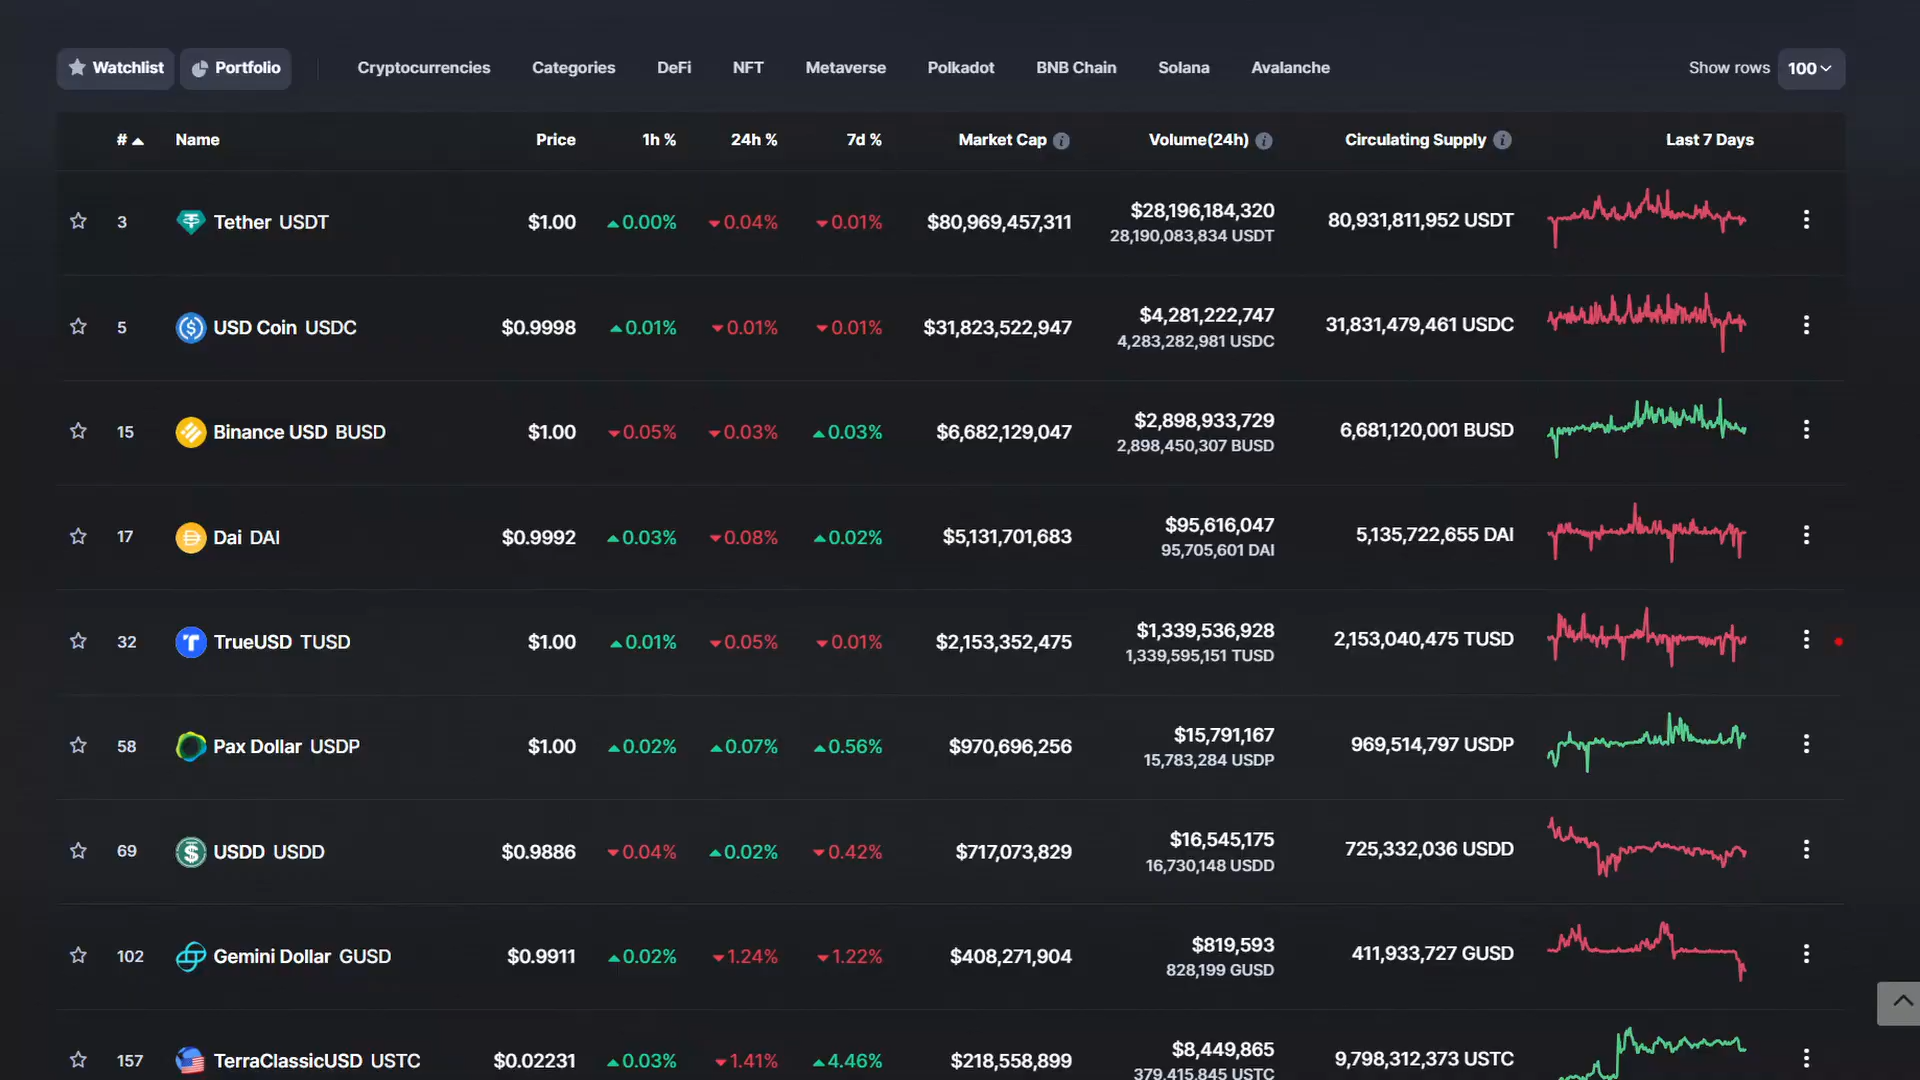 Watchlist Portfolio Cryptocurrencies Categories DeFi NFT Metaverse Polkadot BNB Chain Solana Avalanche Show rows 100
# Name Price 1h % 24h % 7d % Market Cap Volume(24h) Circulating Supply Last 7 Days
3 Tether USDT $1.00 0.00% 0.04% 0.01% $80,969,457,311 $28,196,184,320 80,931,811,952 USDT
28,190,083,834 USDT
5 USD Coin USDC $0.9998 0.01% 0.01% 0.01% $31,823,522,947 $4,281,222,747 31,831,479,461 USDC
4,283,282,981 USDC
15 Binance USD BUSD $1.00 0.05% 0.03% 0.03% $6,682,129,047 $2,898,933,729 6,681,120,001 BUSD
2,898,450,307 BUSD
17 Dai DAI $0.9992 0.03% 0.08% 0.02% $5,131,701,683 $95,616,047 5,135,722,655 DAI
95,705,601 DAI
32 TrueUSD TUSD $1.00 0.01% 0.05% 0.01% $2,153,352,475 $1,339,536,928 2,153,040,475 TUSD
1,339,595,151 TUSD
58 Pax Dollar USDP $1.00 0.02% 0.07% 0.56% $970,696,256 $15,791,167 969,514,797 USDP
15,783,284 USDP
69 USDD USDD $0.9886 0.04% 0.02% 0.42% $717,073,829 $16,545,175 725,332,036 USDD
16,730,148 USDD
102 Gemini Dollar GUSD $0.9911 0.02% 1.24% 1.22% $408,271,904 $819,593 411,933,727 GUSD
828,199 GUSD
157 TerraClassicUSD USTC $0.02231 0.03% 1.41% 4.46% $218,558,899 $8,449,865 9,798,312,373 USTC
379,415,845 USTC